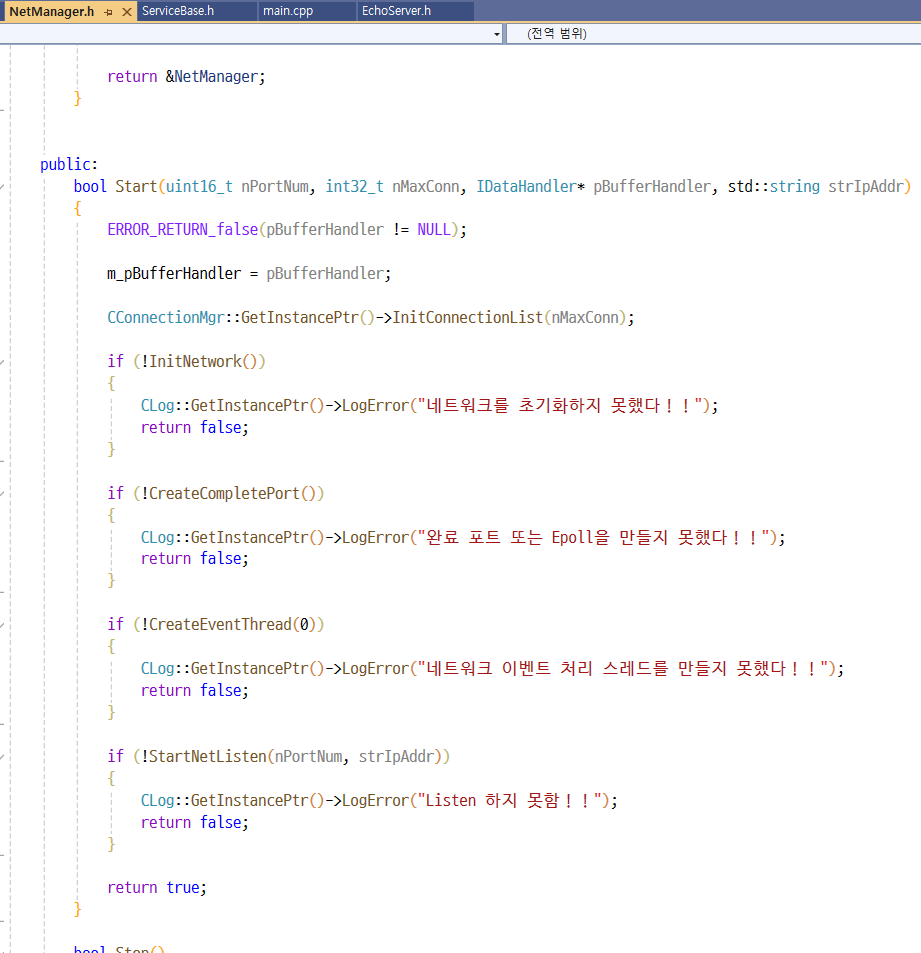 NetManager.h ServiceBase.h main.cpp EchoServer.h
(전역 범위)
return &NetManager;
}
public:
bool Start(uint16_t nPortNum, int32_t nMaxConn, IDataHandler* pBufferHandler, std::string strIpAddr)
{
ERROR_RETURN_false(pBufferHandler != NULL);
m_pBufferHandler = pBufferHandler;
CConnectionMgr::GetInstancePtr()->InitConnectionList(nMaxConn);
if (!InitNetwork())
{
CLog::GetInstancePtr()->LogError("네트워크를 초기화하지 못했다！！");
return false;
}
if (!CreateCompletePort())
{
CLog::GetInstancePtr()->LogError("완료 포트 또는 Epoll을 만들지 못했다！！");
return false;
}
if (!CreateEventThread(0))
{
CLog::GetInstancePtr()->LogError("네트워크 이벤트 처리 스레드를 만들지 못했다！！");
return false;
}
if (!StartNetListen(nPortNum, strIpAddr))
{
CLog::GetInstancePtr()->LogError("Listen 하지 못함！！");
return false;
}
return true;
}
bool Stop()